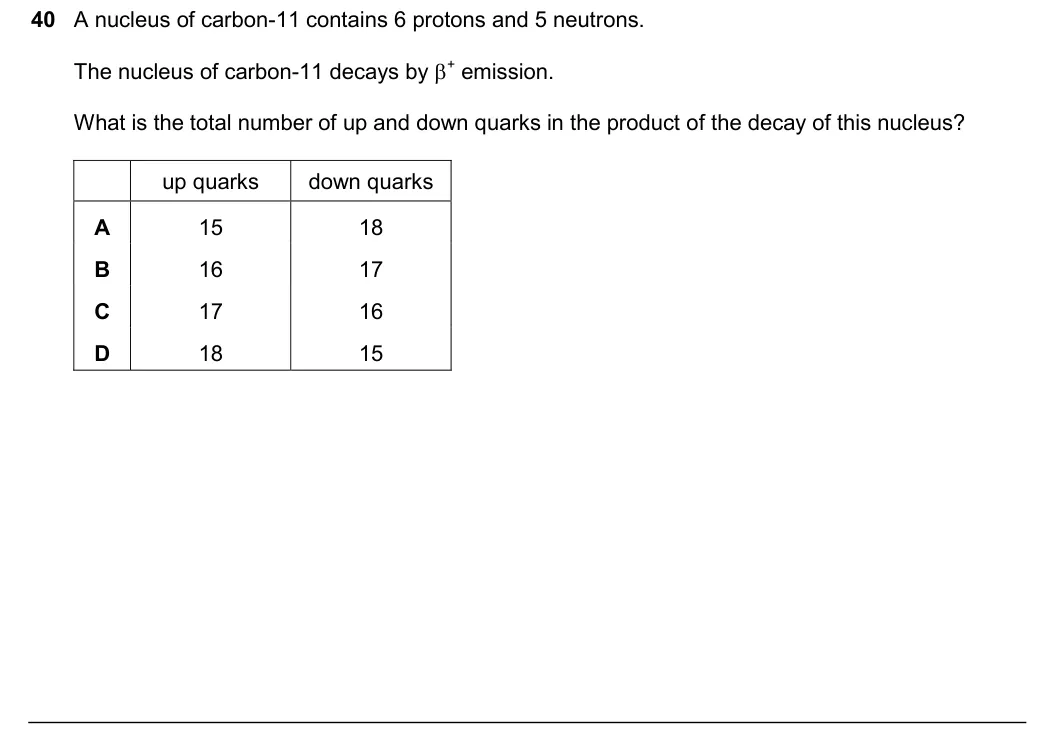 40 A nucleus of carbon-11 contains 6 protons and 5 neutrons.
The nucleus of carbon-11 decays by β⁺ emission.
What is the total number of up and down quarks in the product of the decay of this nucleus?
up quarks down quarks
A 15 18
B 16 17
C 17 16
D 18 15